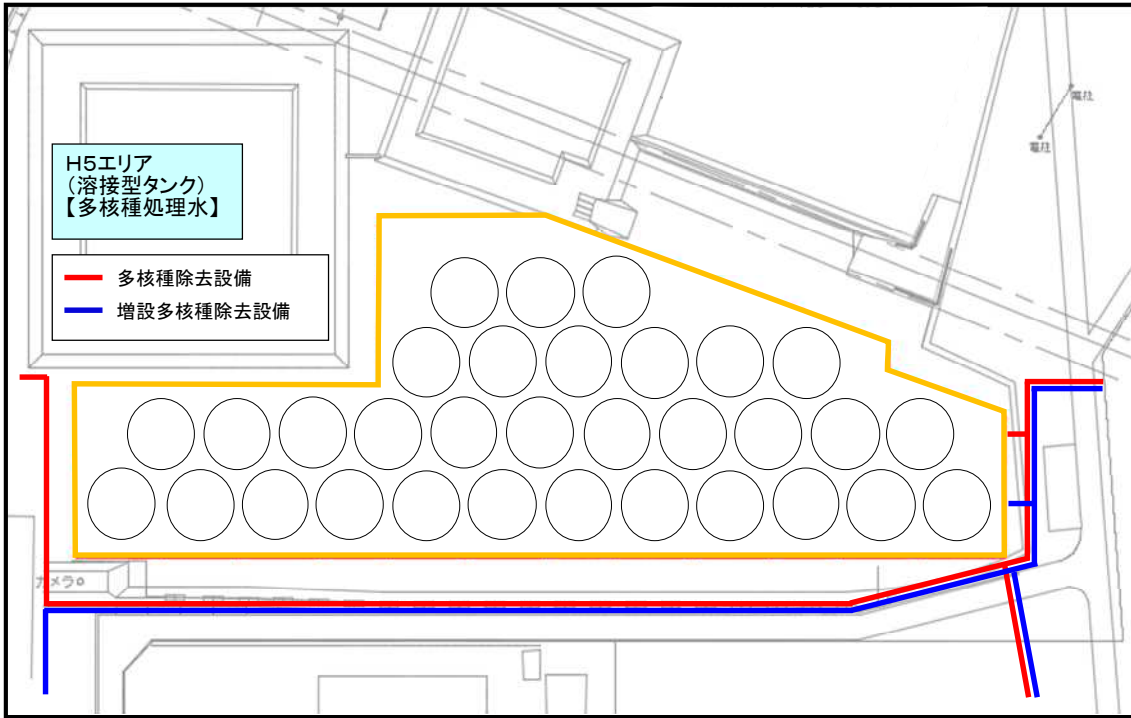 H5エリア
(溶接型タンク)
【多核種処理水】
多核種除去設備
増設多核種除去設備
電柱
電柱
カメラ